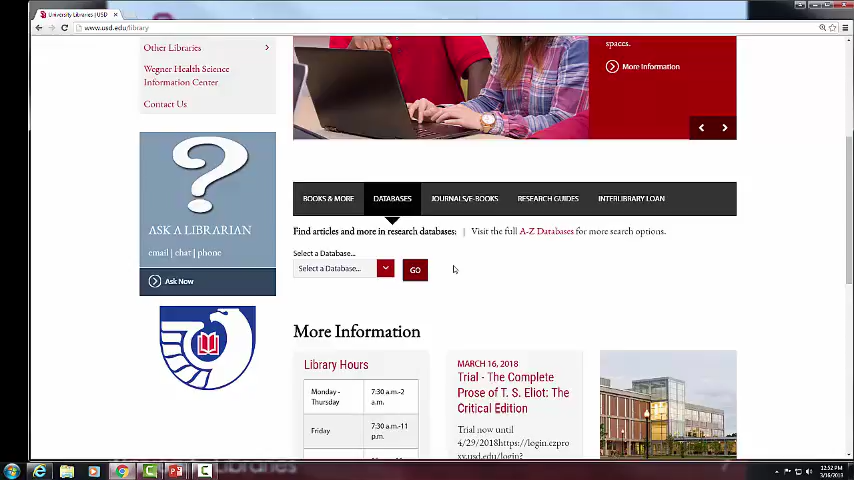 University Libraries | USD
www.usd.edu/library
Other Libraries
Wegner Health Science
Information Center
Contact Us
spaces.
More Information
ASK A LIBRARIAN
email | chat | phone
Ask Now
BOOKS & MORE
DATABASES
JOURNALS/E-BOOKS
RESEARCH GUIDES
INTERLIBRARY LOAN
Find articles and more in research databases: | Visit the full A-Z Databases for more search options.
Select a Database...
Select a Database...
GO
More Information
Library Hours
Monday - Thursday 7:30 a.m.-2 a.m.
Friday 7:30 a.m.-11 p.m.
MARCH 16, 2018
Trial - The Complete
Prose of T. S. Eliot: The
Critical Edition
Trial now until
4/29/2018https://login.ezpro
xy.usd.edu/login?
12:52 PM
3/16/2018